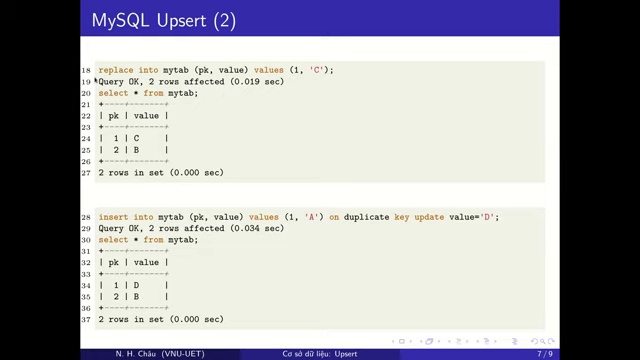 MySQL Upsert (2)
18 replace into mytab (pk, value) values (1, 'C');
19 Query OK, 2 rows affected (0.019 sec)
20 select * from mytab;
21 +----+-------+
22 | pk | value |
23 +----+-------+
24 |  1 | C     |
25 |  2 | B     |
26 +----+-------+
27 2 rows in set (0.000 sec)
28 insert into mytab (pk, value) values (1, 'A') on duplicate key update value='D';
29 Query OK, 2 rows affected (0.034 sec)
30 select * from mytab;
31 +----+-------+
32 | pk | value |
33 +----+-------+
34 |  1 | D     |
35 |  2 | B     |
36 +----+-------+
37 2 rows in set (0.000 sec)
N. H. Châu (VNU-UET) Cơ sở dữ liệu: Upsert 7 / 9